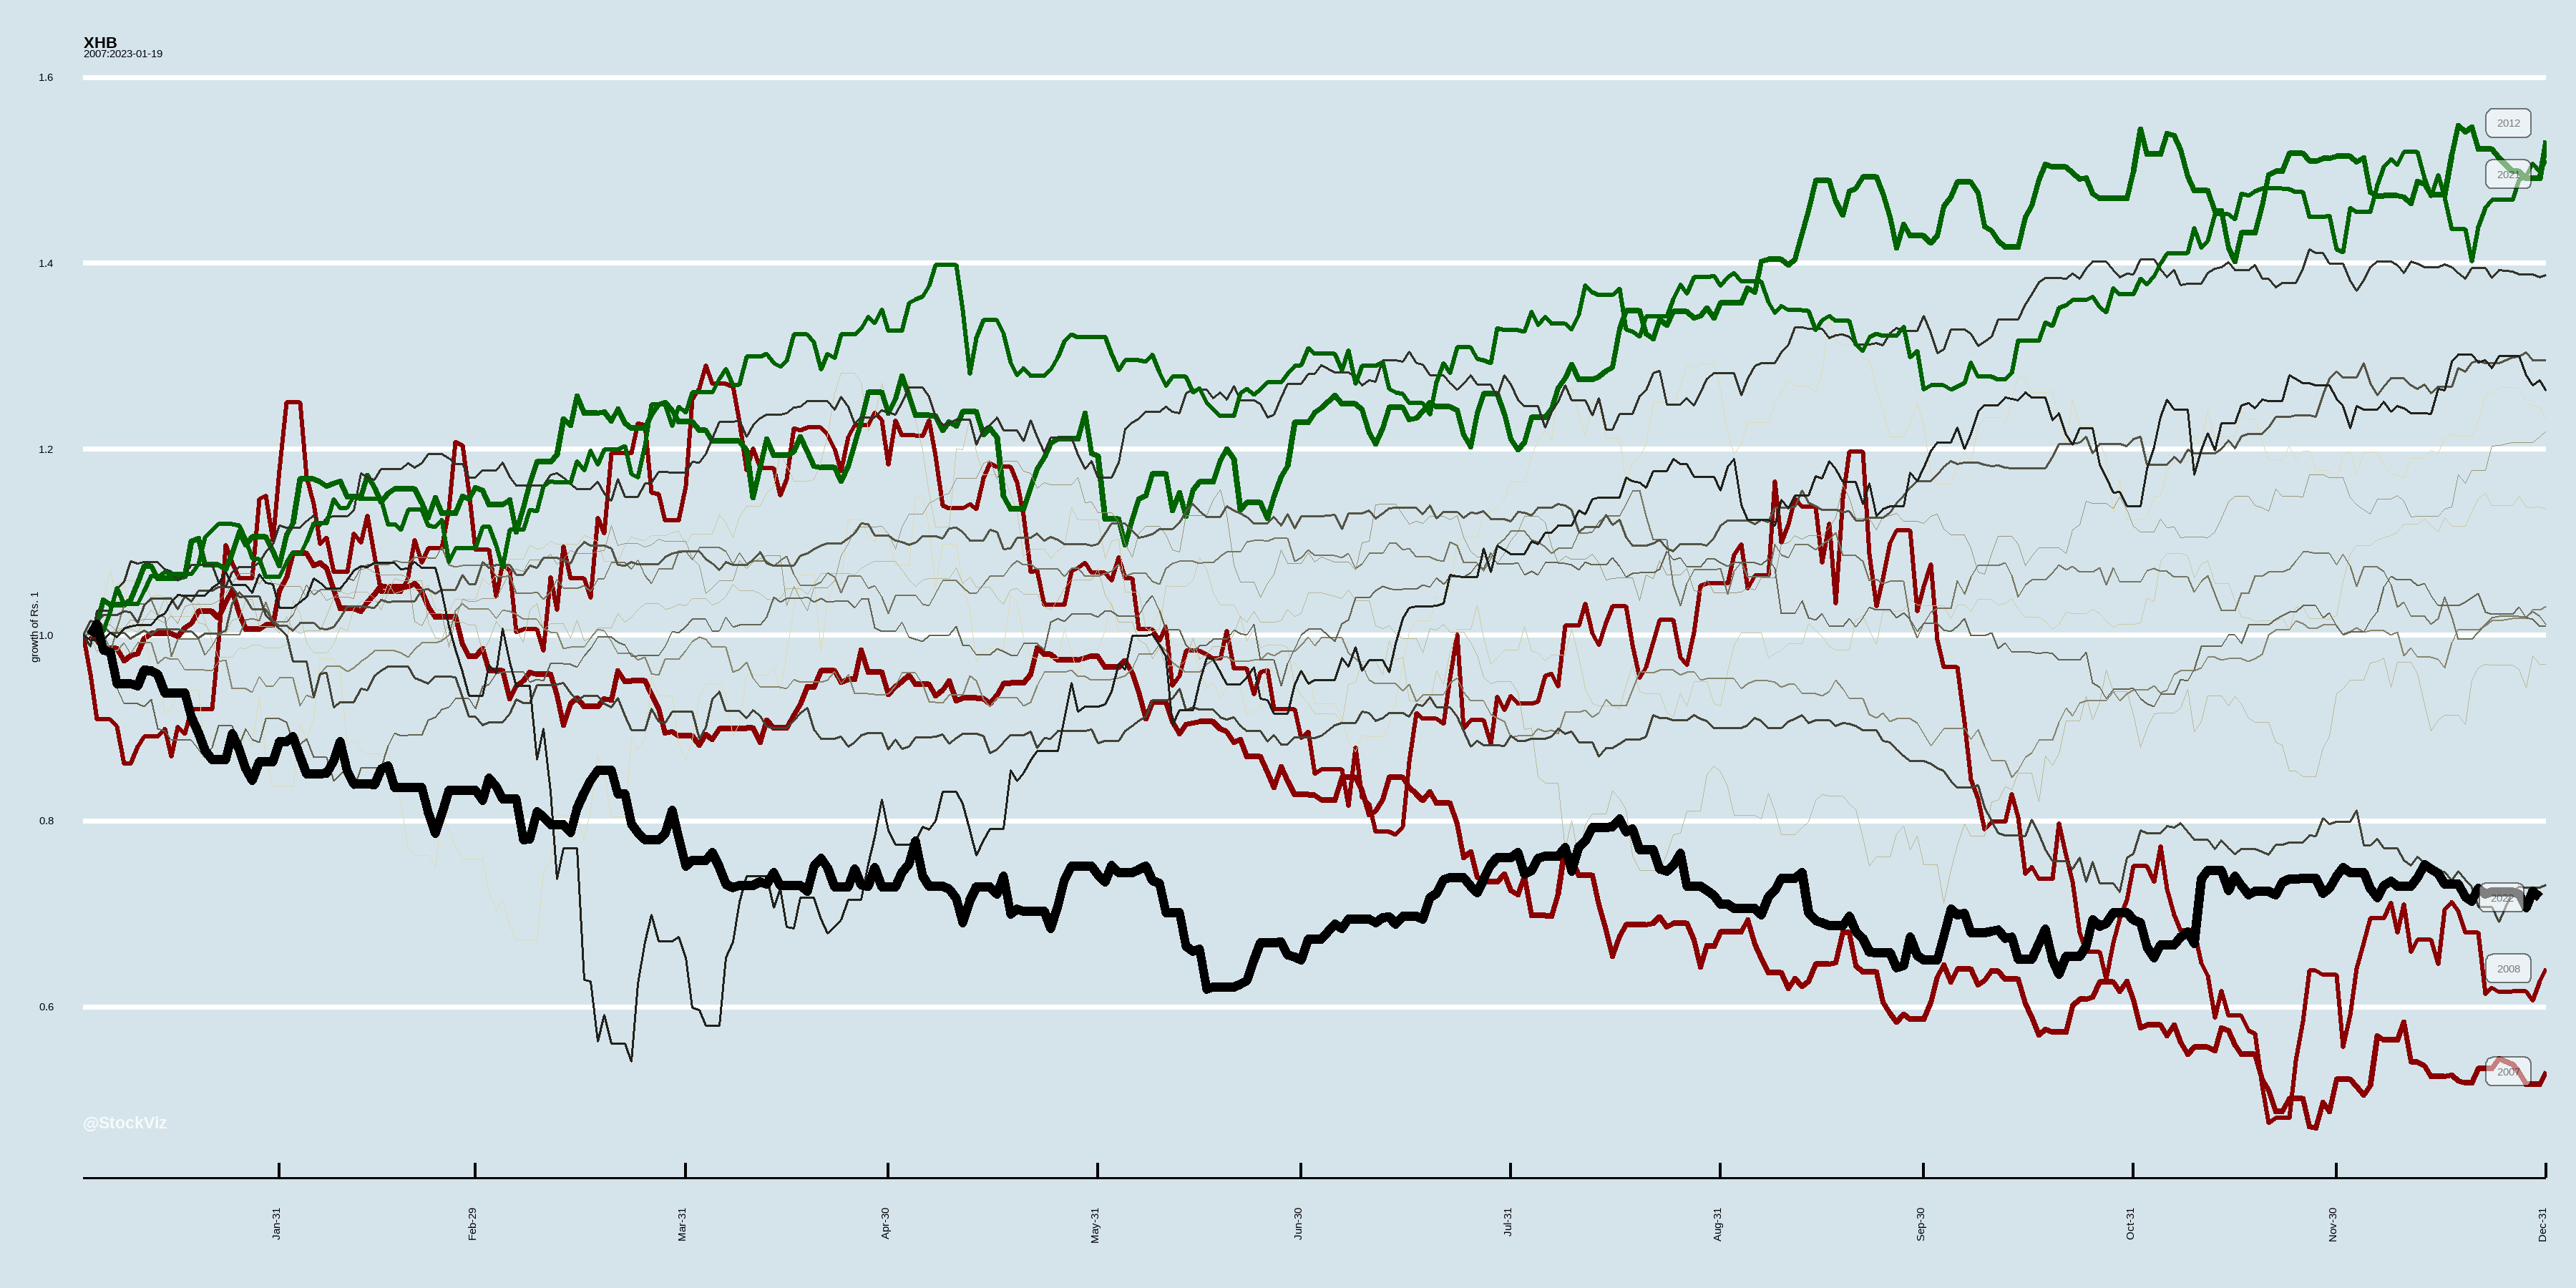 XHB
2007:2023-01-19
1.6
1.4
1.2
1.0
0.8
0.6
growth of Rs. 1
2012
2021
2022
2008
2007
@StockViz
Jan-31
Feb-29
Mar-31
Apr-30
May-31
Jun-30
Jul-31
Aug-31
Sep-30
Oct-31
Nov-30
Dec-31